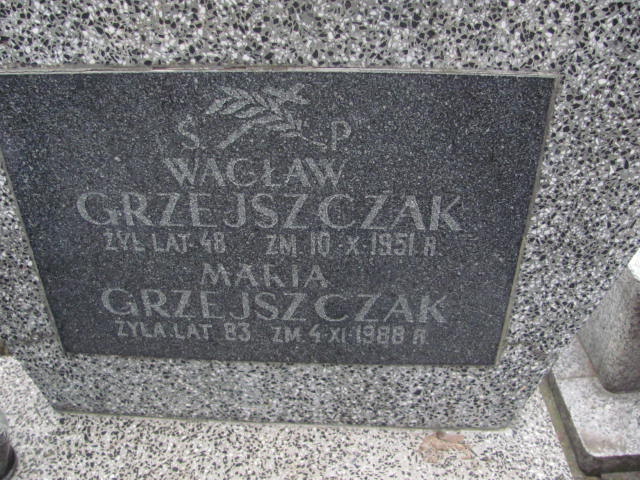 Ś P
WACŁAW
GRZEJSZCZAK
ŻYŁ LAT 48 ZM. 10 X 1951 R.
MARIA
GRZEJSZCZAK
ŻYŁA LAT 83 ZM. 4 XI 1988 R.